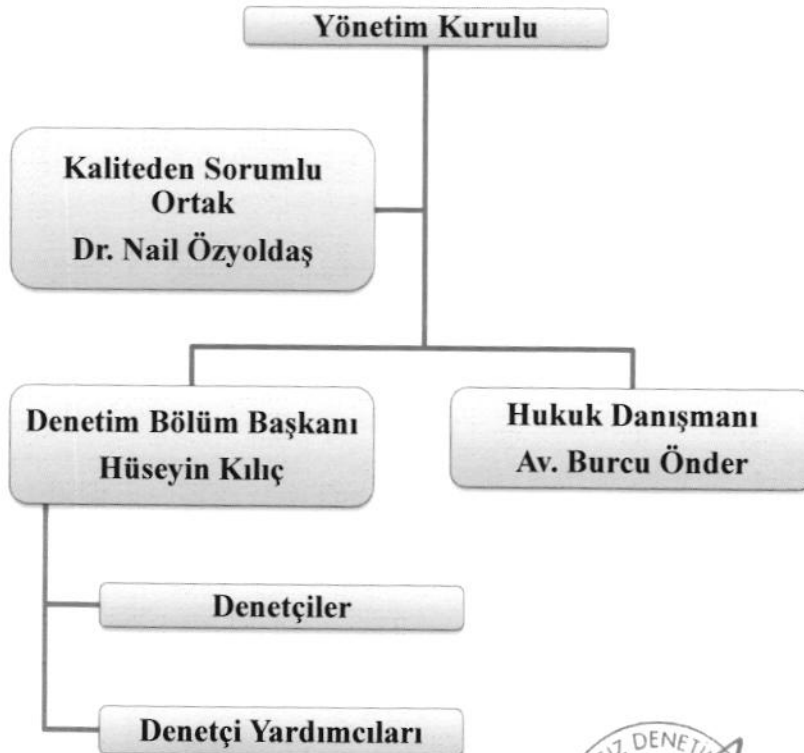 Yönetim Kurulu
Kaliteden Sorumlu
Ortak
Dr. Nail Özyoldaş
Denetim Bölüm Başkanı
Hüseyin Kılıç
Hukuk Danışmanı
Av. Burcu Önder
Denetçiler
Denetçi Yardımcıları